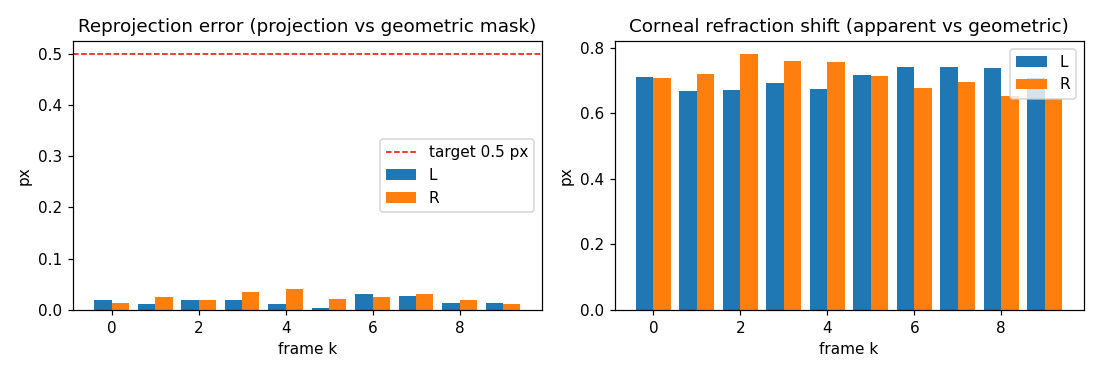 Reprojection error (projection vs geometric mask)
px
0.5
0.4
0.3
0.2
0.1
0.0
target 0.5 px
L
R
0 2 4 6 8
frame k
Corneal refraction shift (apparent vs geometric)
px
0.8
0.6
0.4
0.2
0.0
L
R
0 2 4 6 8
frame k